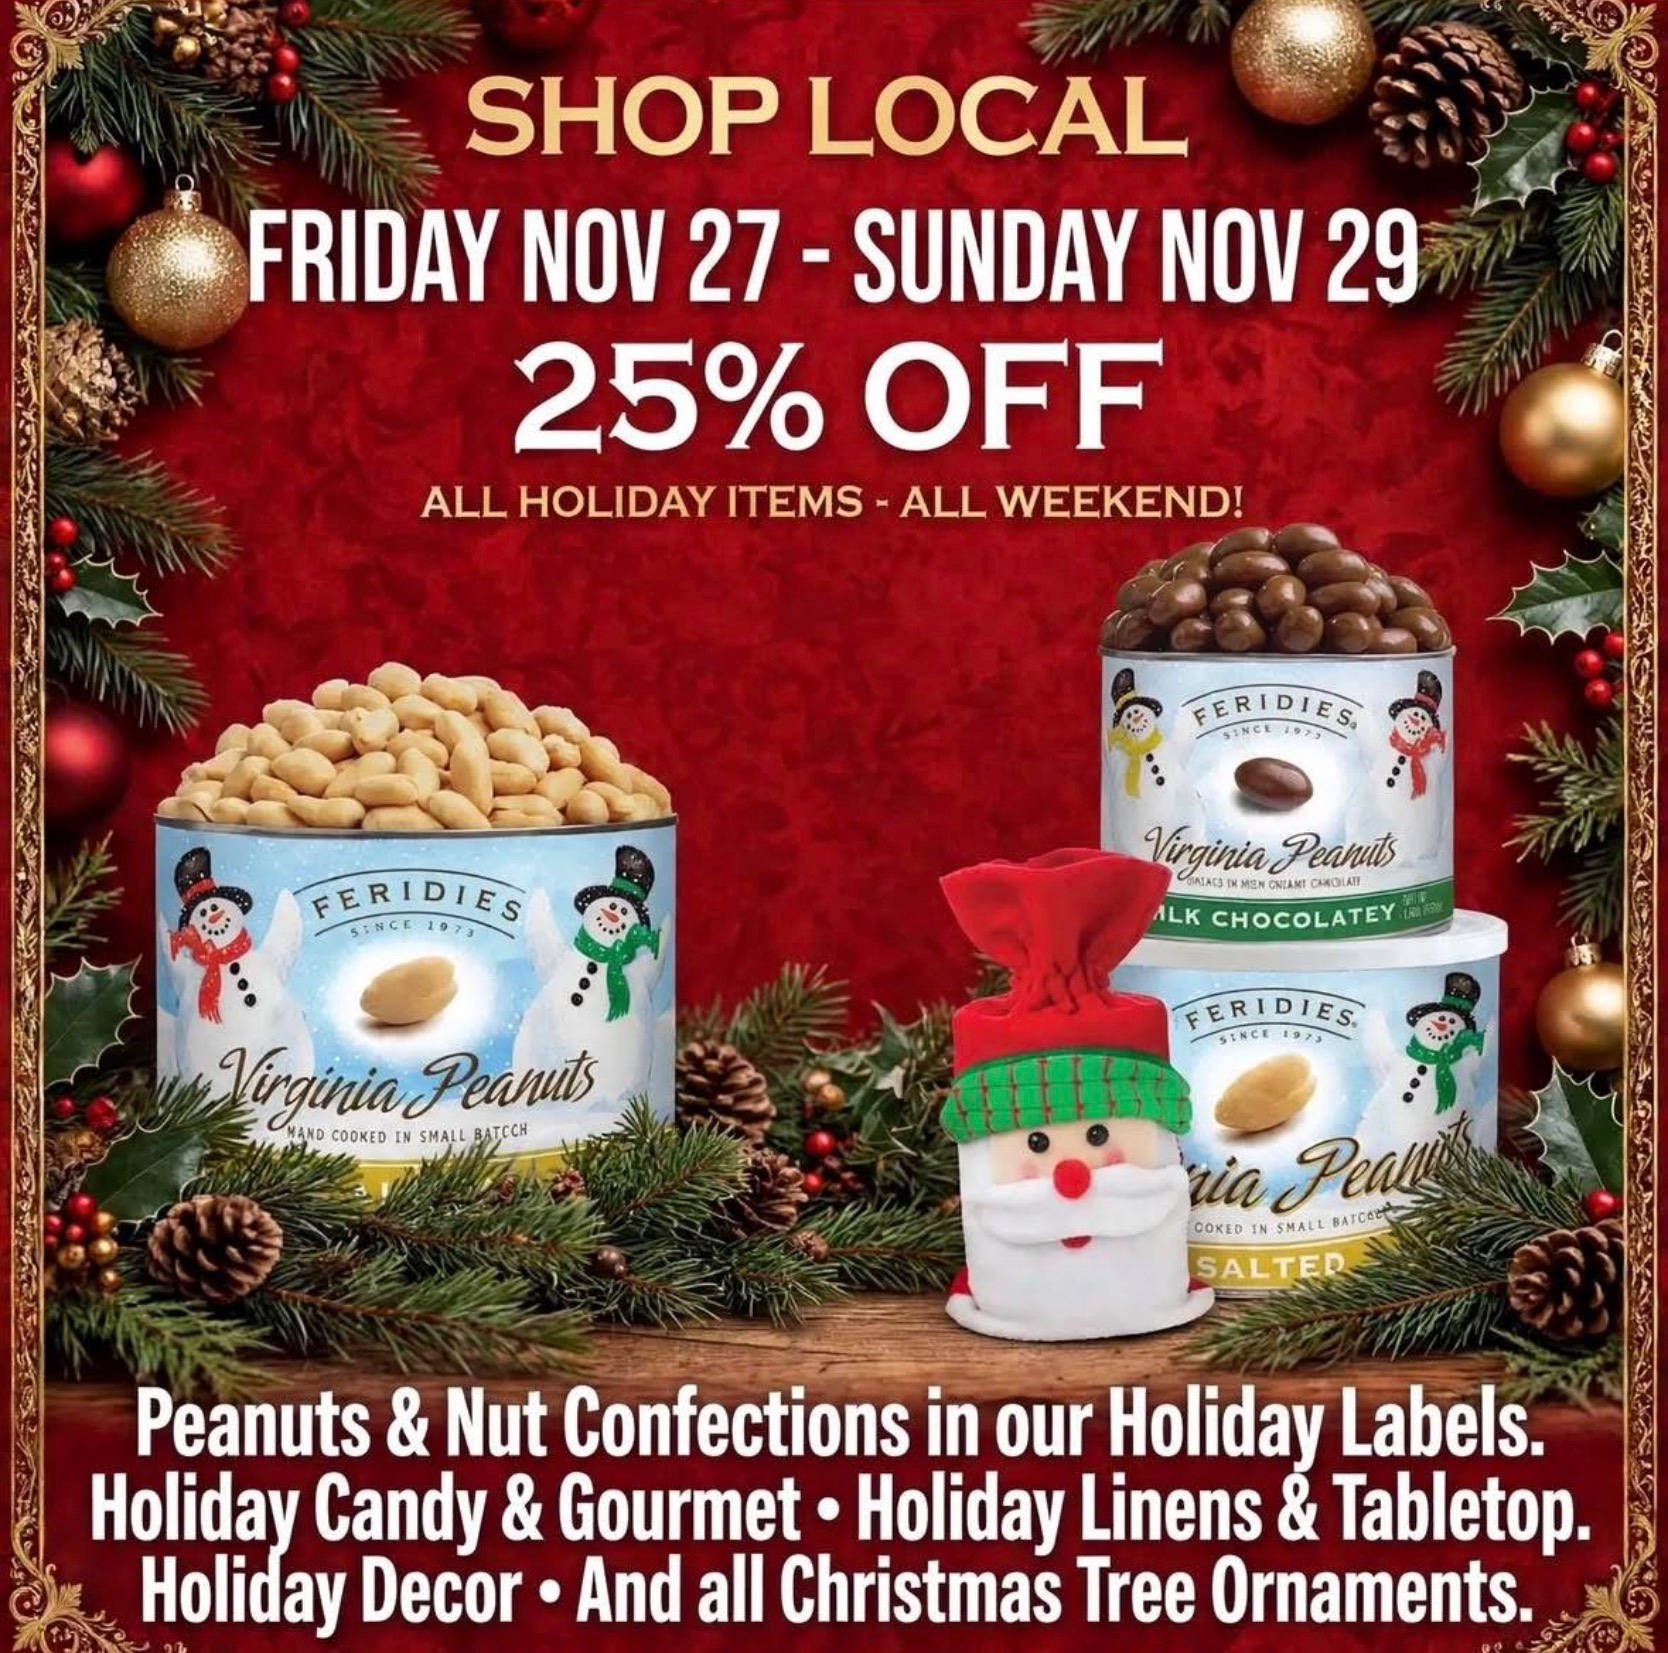 SHOP LOCAL
FRIDAY NOV 27 - SUNDAY NOV 29
25% OFF
ALL HOLIDAY ITEMS - ALL WEEKEND!
FERIDIES
SINCE 1973
Virginia Peanuts
HAND COOKED IN SMALL BATCCH
FERIDIES
SINCE 1973
Virginia Peanuts
ILK CHOCOLATEY
FERIDIES
SINCE 1973
nia Peanuts
COOKED IN SMALL
SALTED
Peanuts & Nut Confections in our Holiday Labels.
Holiday Candy & Gourmet • Holiday Linens & Tabletop.
Holiday Decor • And all Christmas Tree Ornaments.